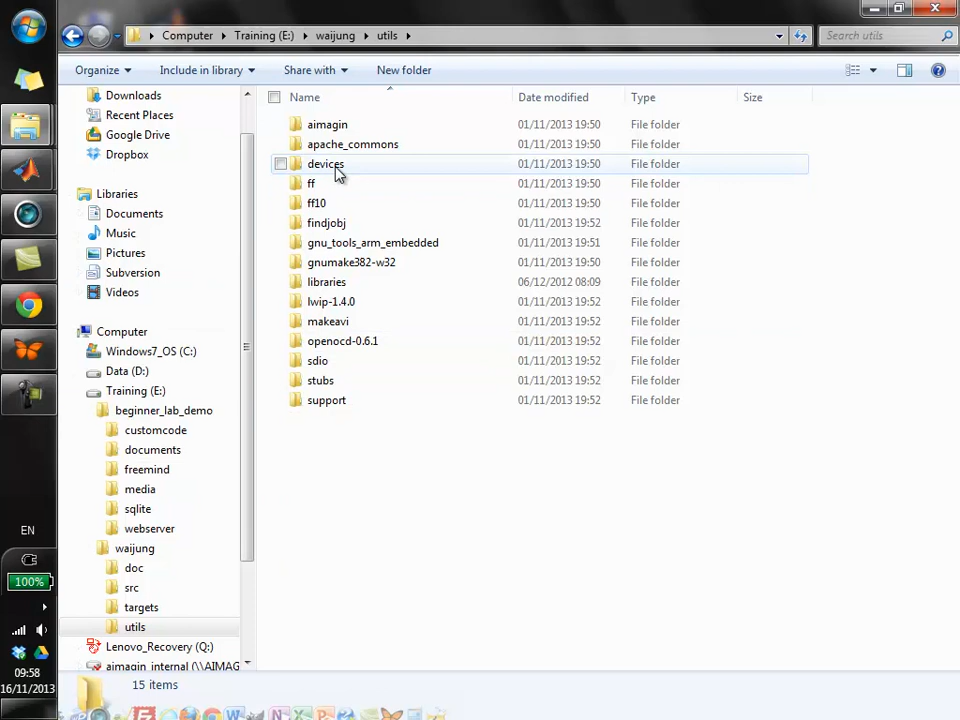 Computer Training (E:) waijung utils
Search utils
Organize Include in library Share with New folder
Name Date modified Type Size
Downloads
Recent Places
Google Drive
Dropbox
Libraries
Documents
Music
Pictures
Subversion
Videos
Computer
Windows7_OS (C:)
Data (D:)
Training (E:)
beginner_lab_demo
customcode
documents
freemind
media
sqlite
webserver
waijung
doc
src
targets
utils
Lenovo_Recovery (Q:)
aimagin_internal (\\AIMAG
aimagin 01/11/2013 19:50 File folder
apache_commons 01/11/2013 19:50 File folder
devices 01/11/2013 19:50 File folder
ff 01/11/2013 19:50 File folder
ff10 01/11/2013 19:50 File folder
findjobj 01/11/2013 19:52 File folder
gnu_tools_arm_embedded 01/11/2013 19:51 File folder
gnumake382-w32 01/11/2013 19:50 File folder
libraries 06/12/2012 08:09 File folder
lwip-1.4.0 01/11/2013 19:52 File folder
makeavi 01/11/2013 19:52 File folder
openocd-0.6.1 01/11/2013 19:52 File folder
sdio 01/11/2013 19:52 File folder
stubs 01/11/2013 19:52 File folder
support 01/11/2013 19:52 File folder
15 items
EN
100%
09:58
16/11/2013